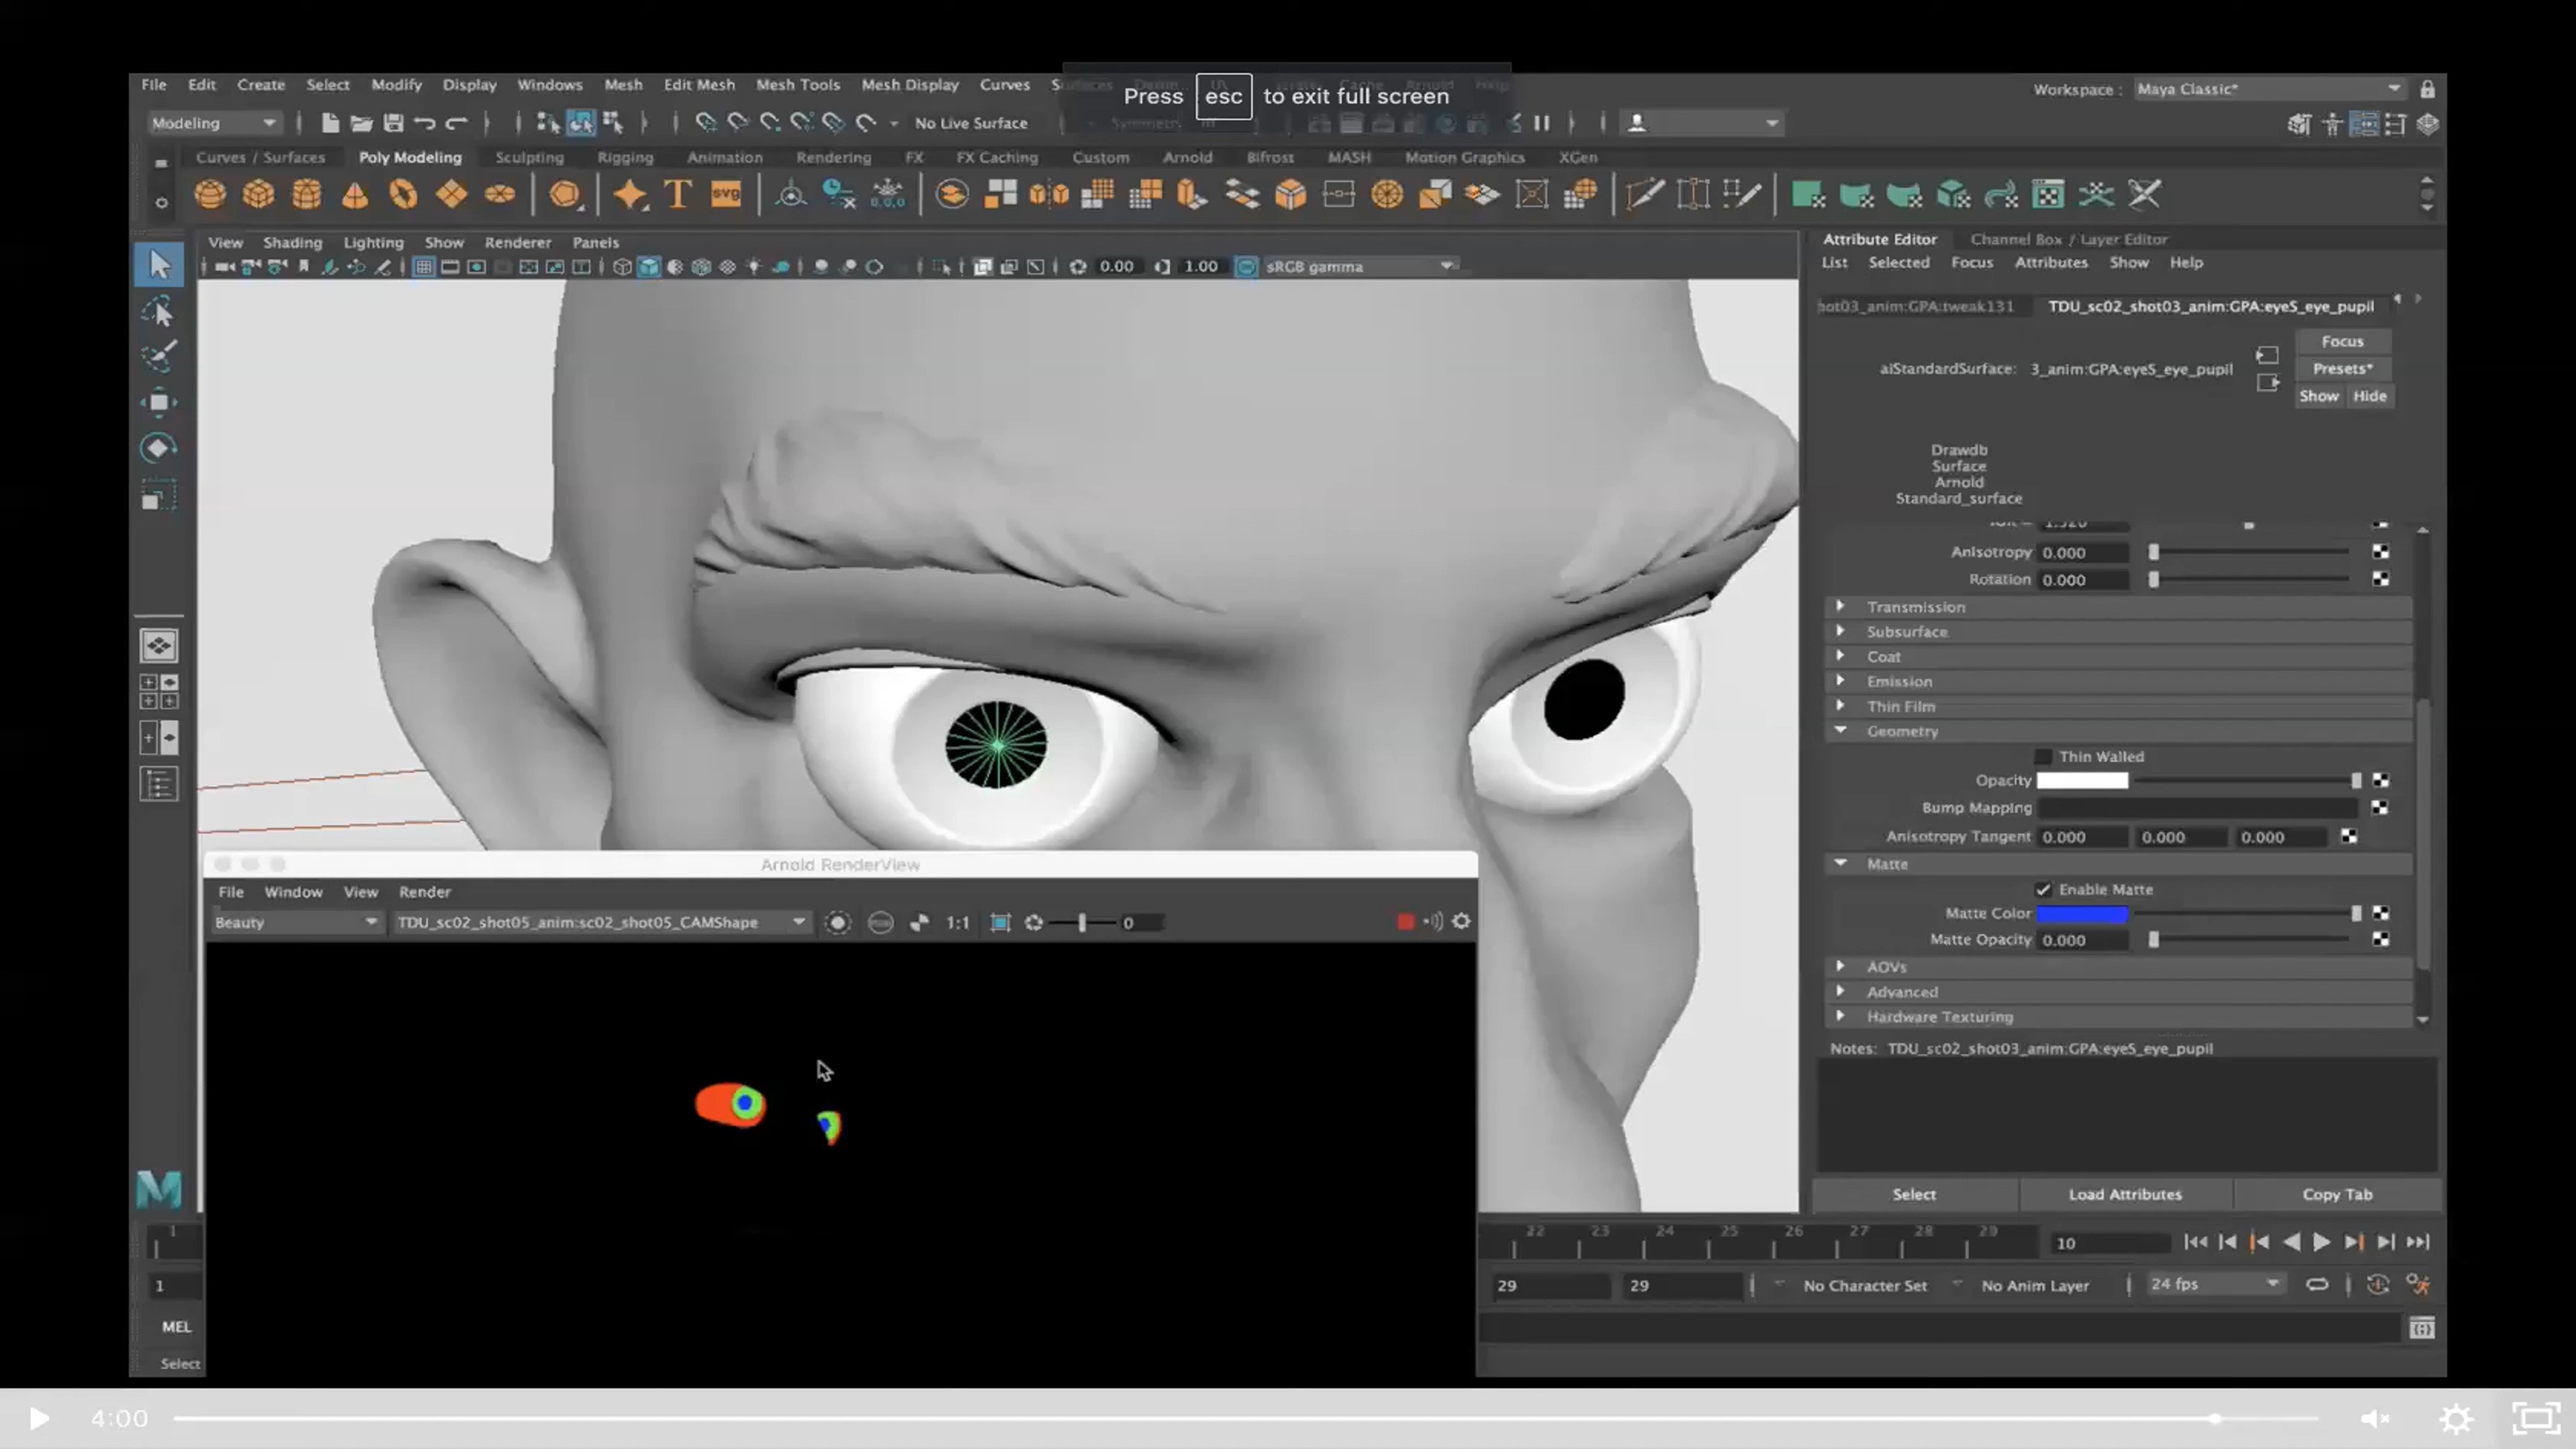 File Edit Create Select Modify Display Windows Mesh Edit Mesh Mesh Tools Mesh Display Curves Surfaces Arnold Help
Press esc to exit full screen
Workspace : Maya Classic*
Modeling No Live Surface
Curves / Surfaces Poly Modeling Sculpting Rigging Animation Rendering FX FX Caching Custom Arnold Bifrost MASH Motion Graphics XGen
T svg 0,0,0
View Shading Lighting Show Renderer Panels
0.00 1.00 sRGB gamma
Attribute Editor Channel Box / Layer Editor
List Selected Focus Attributes Show Help
hot03_anim:GPA:tweak131 TDU_sc02_shot03_anim:GPA:eyeS_eye_pupil
Focus
aiStandardSurface: 3_anim:GPA:eyeS_eye_pupil Presets*
Show Hide
Drawdb
Surface
Arnold
Standard_surface
Anisotropy 0.000
Rotation 0.000
Transmission
Subsurface
Coat
Emission
Thin Film
Geometry
Thin Walled
Opacity
Bump Mapping
Anisotropy Tangent 0.000 0.000 0.000
Matte
Enable Matte
Matte Color
Matte Opacity 0.000
AOVs
Advanced
Hardware Texturing
Notes: TDU_sc02_shot03_anim:GPA:eyeS_eye_pupil
Select Load Attributes Copy Tab
Arnold RenderView
File Window View Render
Beauty TDU_sc02_shot05_anim:sc02_shot05_CAMShape 1:1 0
M
1 22 23 24 25 26 27 28 29 10
1 29 29 No Character Set No Anim Layer 24 fps
MEL
Select
4:00